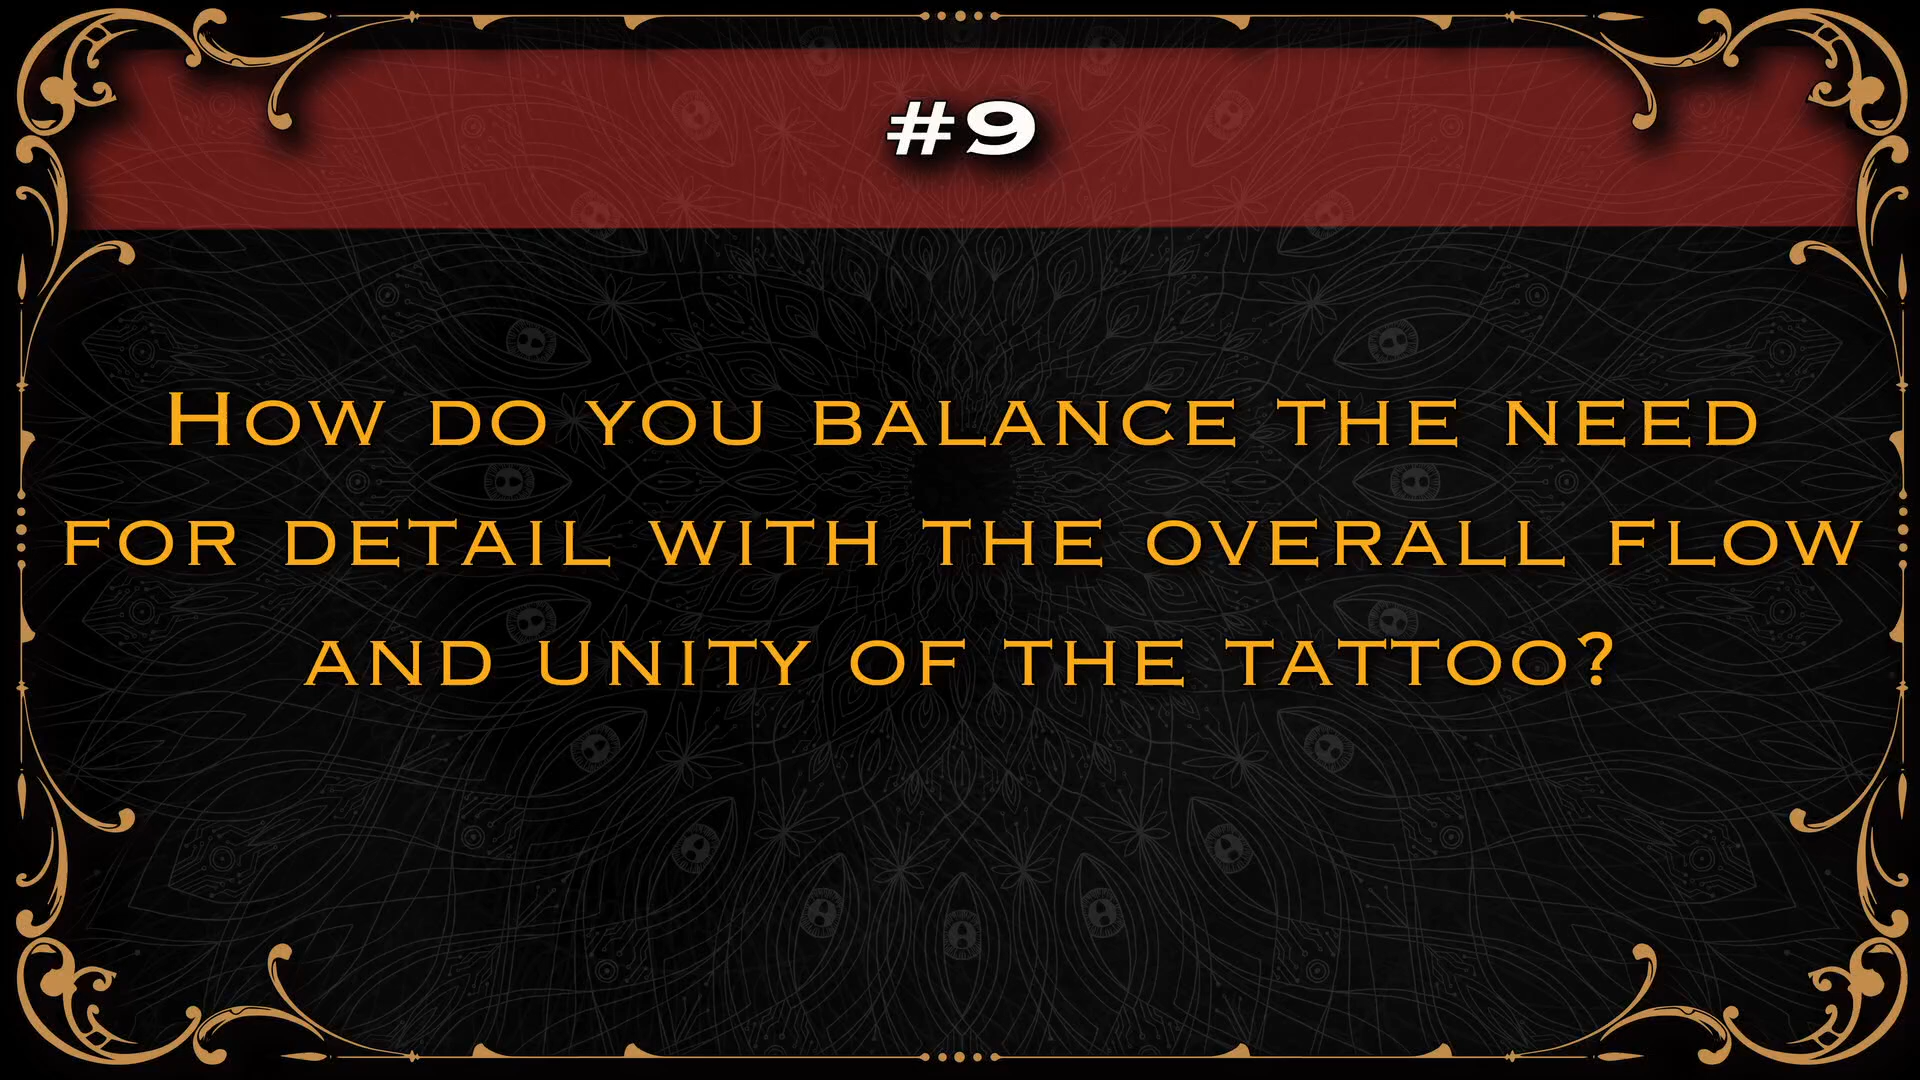 #9
How do you balance the need
for detail with the overall flow
and unity of the tattoo?